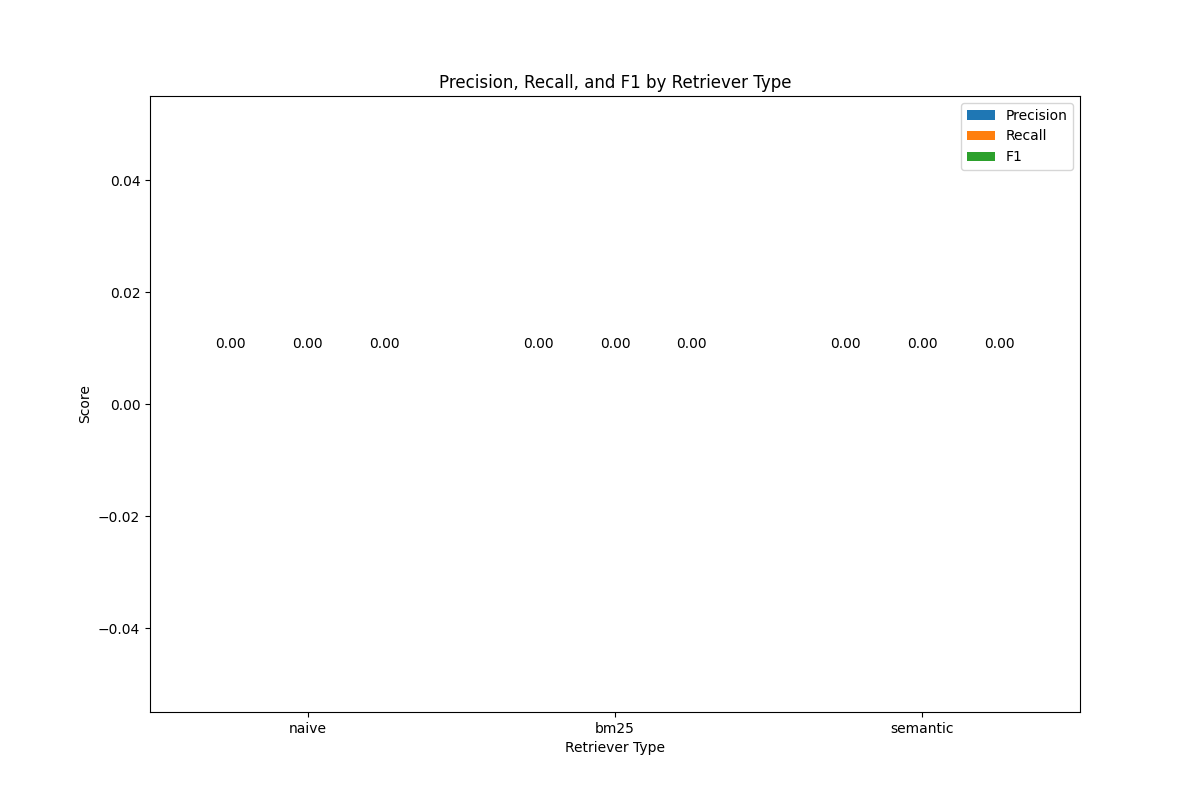 Precision, Recall, and F1 by Retriever Type
Precision
Recall
F1
0.04
0.02
0.00
−0.02
−0.04
Score
0.00 0.00 0.00 0.00 0.00 0.00 0.00 0.00 0.00
naive bm25 semantic
Retriever Type